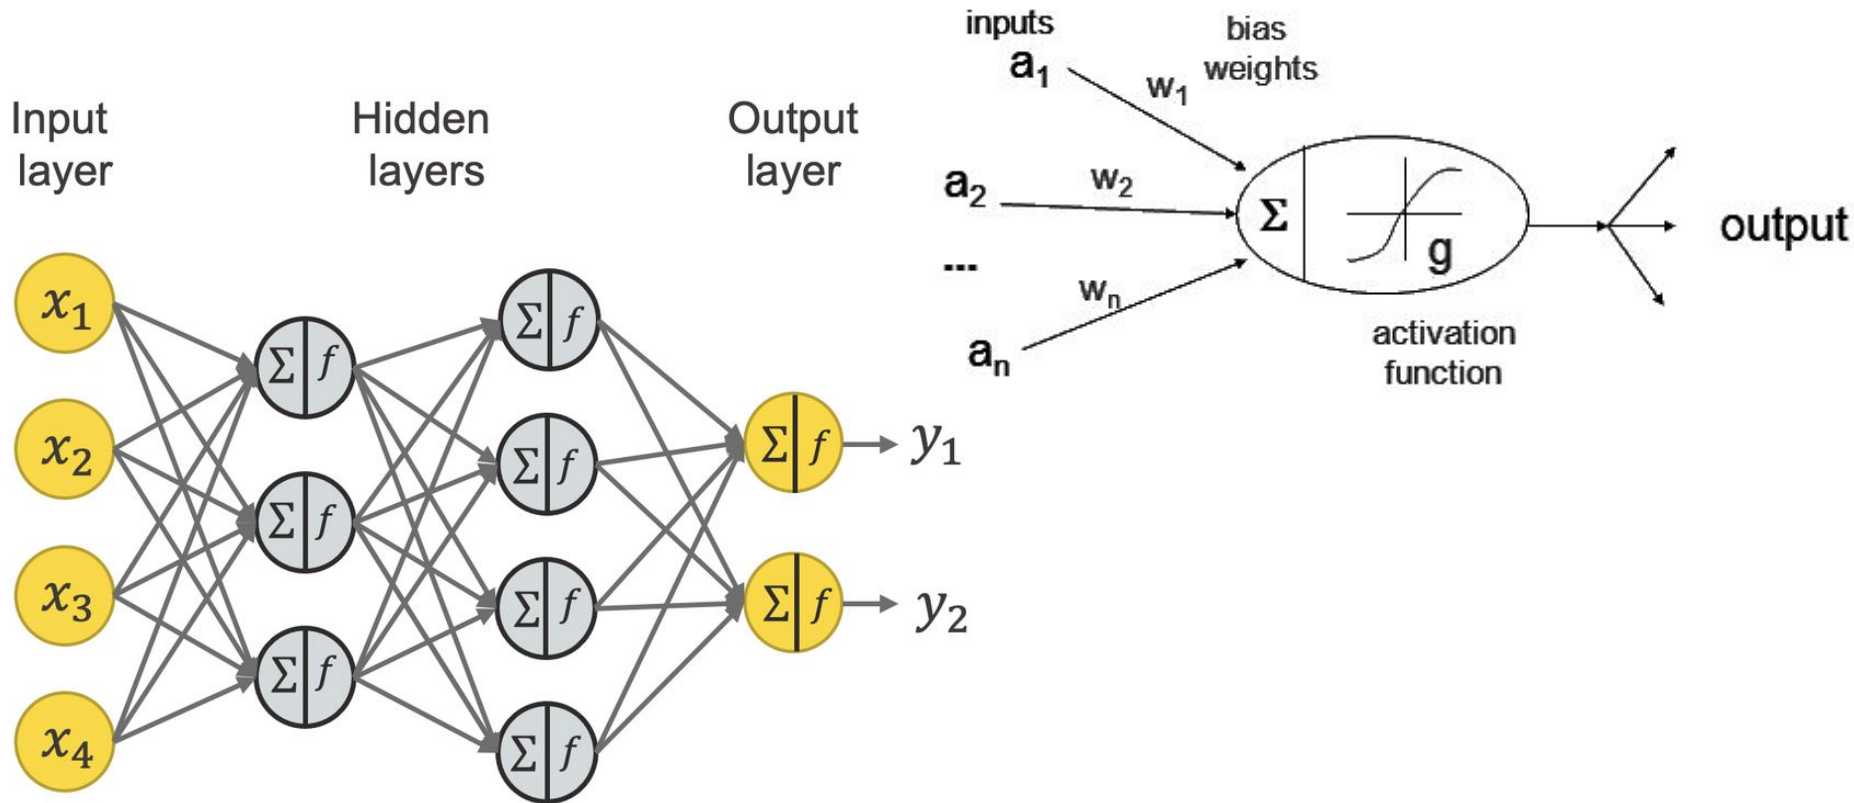 Input
layer
Hidden
layers
Output
layer
x₁
x₂
x₃
x₄
Σ f
Σ f
Σ f
Σ f
Σ f
Σ f
Σ f
Σ f
Σ f
y₁
y₂
inputs
bias
weights
a₁
w₁
a₂
w₂
...
wₙ
aₙ
Σ
g
output
activation
function